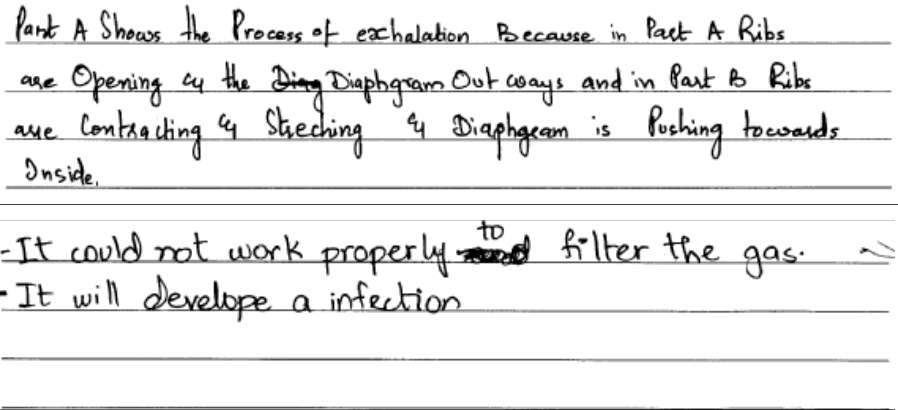 Part A Shows the Process of exhalation Because in Part A Ribs
are Opening & the Diaphgram Out ways and in Part B Ribs
are Contracting & Streching & Diaphgram is Pushing towards
Inside.
-It could not work properly to filter the gas.
-It will develope a infection